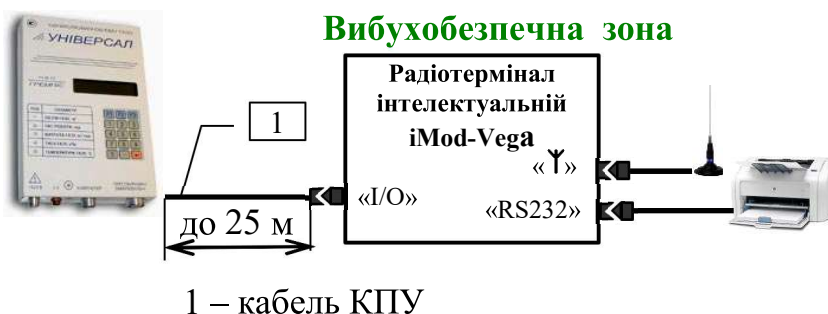 Вибухобезпечна зона
УНІВЕРСАЛ
Радіотермінал
інтелектуальній
iMod-Vega
1
«Y»
«I/O»
«RS232»
до 25 м
1 – кабель КПУ